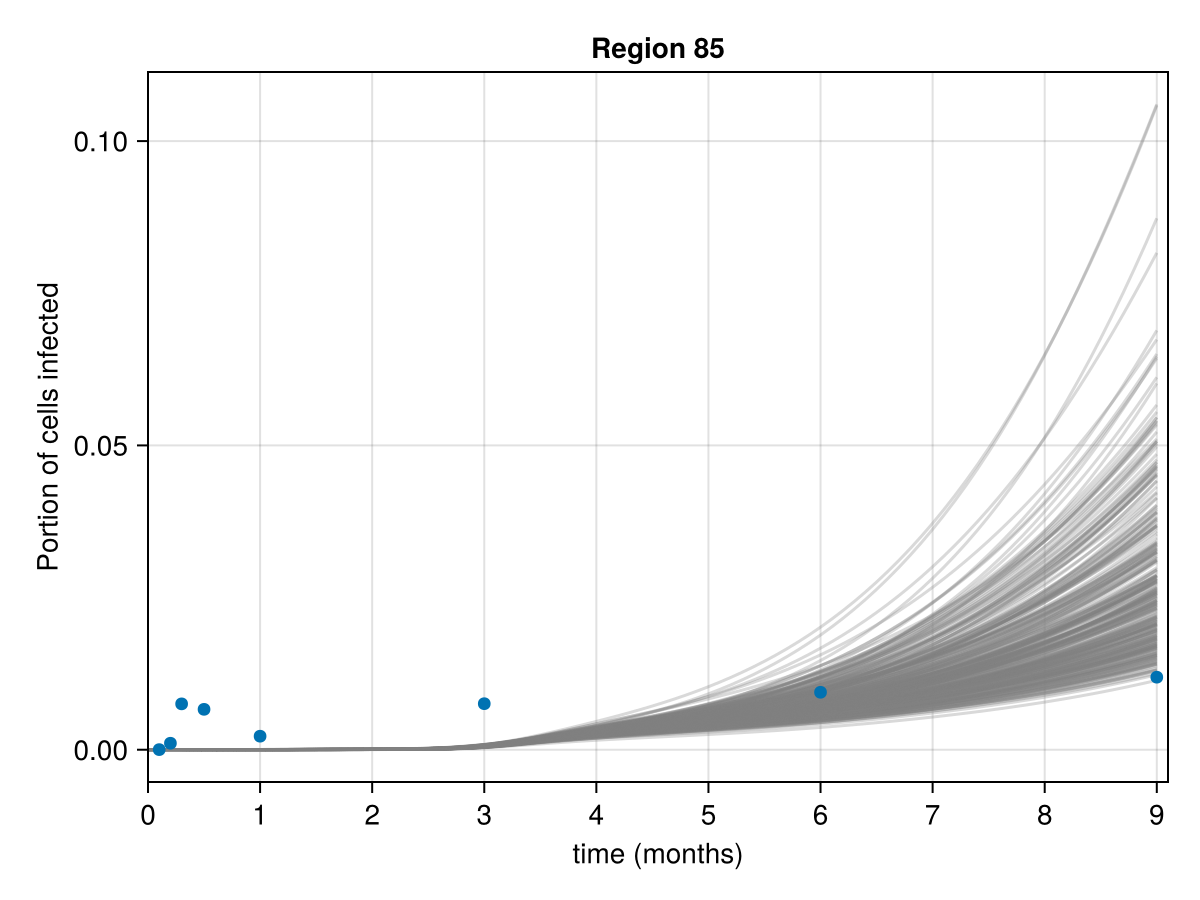 Region 85
Portion of cells infected
0.10
0.05
0.00
0 1 2 3 4 5 6 7 8 9
time (months)